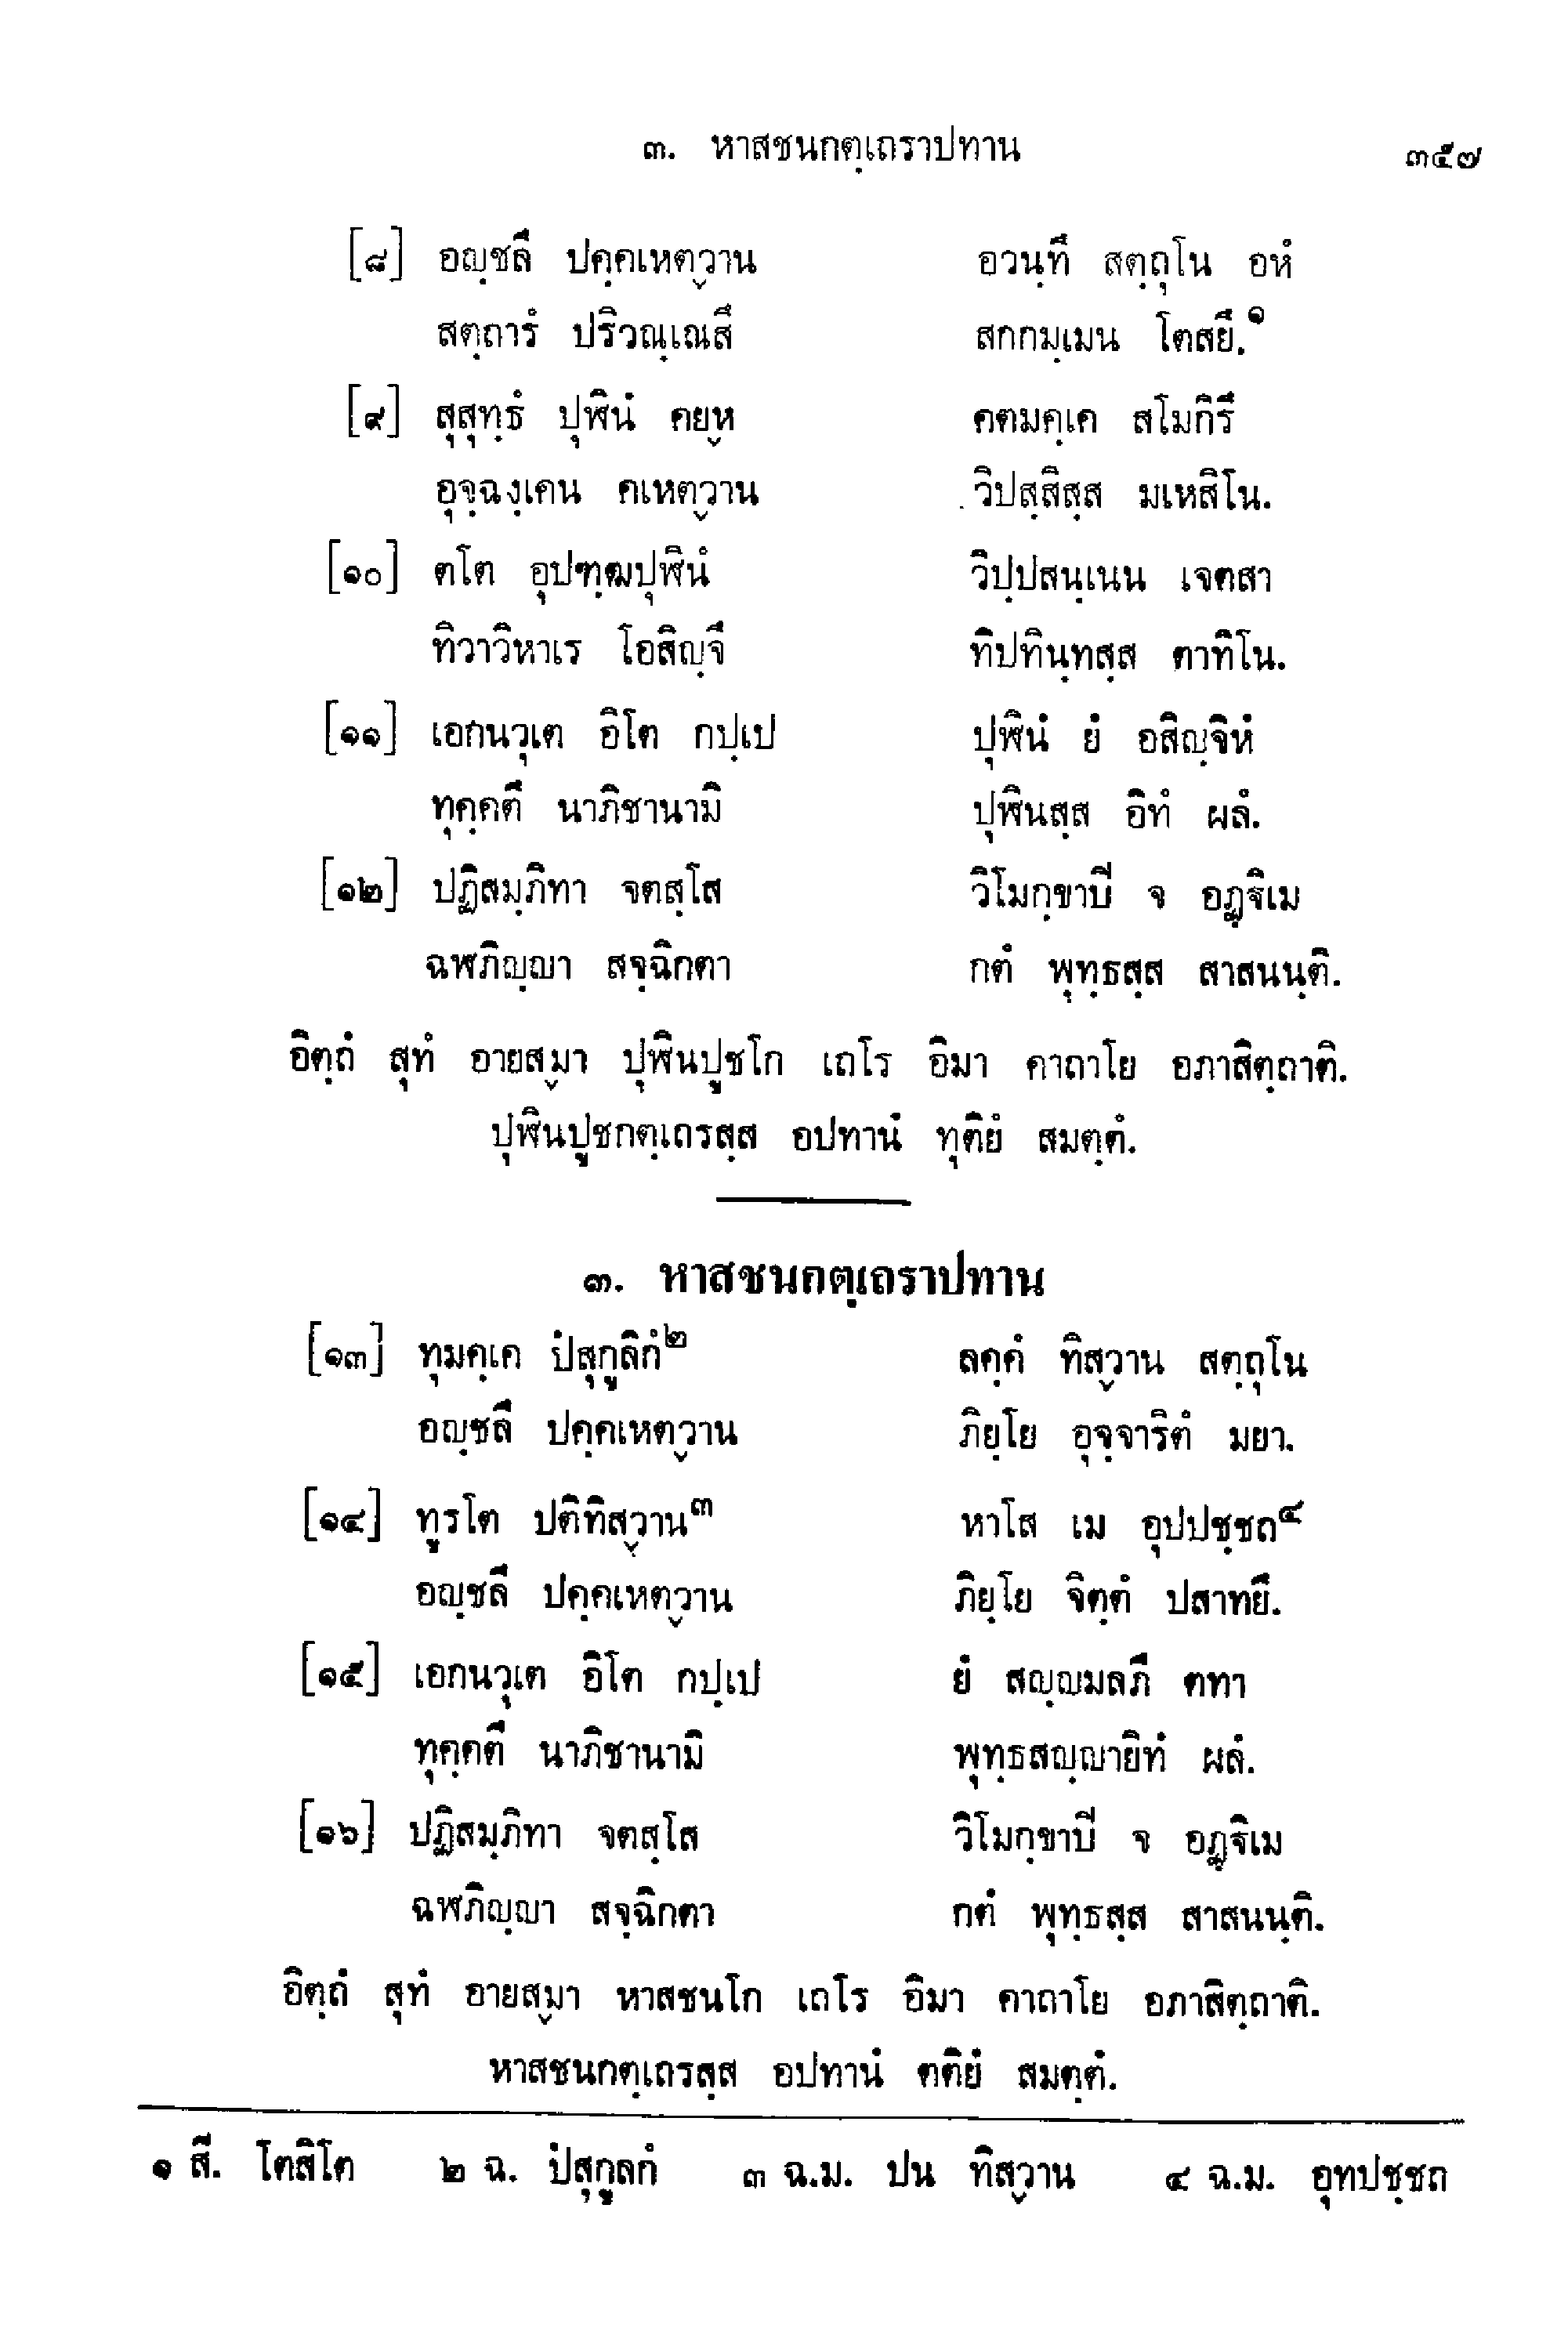 ๓. หาสชนกตฺเถราปทาน ๓๕๗
[๘] อญฺชลึ ปคฺคเหตฺวาน อวนฺทึ สตฺถุโน อหํ
สตฺถารํ ปริวณฺเณสึ สกกมฺเมน โตสยึ.๑
[๙] สุสุทฺธํ ปุฬินํ คยฺห คตมคฺเค สโมกิรึ
อุจฺฉงฺเคน คเหตฺวาน วิปสฺสิสฺส มเหสิโน.
[๑๐] ตโต อุปฑฺฒปุฬินํ วิปฺปสนฺเนน เจตสา
ทิวาวิหาเร โอสิญฺจึ ทิปทินฺทสฺส ตาทิโน.
[๑๑] เอกนวุเต อิโต กปฺเป ปุฬินํ ยํ อสิญฺจิหํ
ทุคฺคตึ นาภิชานามิ ปุฬินสฺส อิทํ ผลํ.
[๑๒] ปฏิสมฺภิทา จตสฺโส วิโมกฺขาปิ จ อฏฺฐิเม
ฉฬภิญฺญา สจฺฉิกตา กตํ พุทฺธสฺส สาสนนฺติ.
อิตฺถํ สุทํ อายสฺมา ปุฬินปูชโก เถโร อิมา คาถาโย อภาสิตฺถาติ.
ปุฬินปูชกตฺเถรสฺส อปทานํ ทุติยํ สมตฺตํ.
๓. หาสชนกตฺเถราปทาน
[๑๓] ทุมคฺเค ปํสุกูลิกํ๒ ลคฺคํ ทิสฺวาน สตฺถุโน
อญฺชลึ ปคฺคเหตฺวาน ภิยฺโย อุจฺจาริตํ มยา.
[๑๔] ทูรโต ปติทิสฺวาน๓ หาโส เม อุปปชฺชถ๔
อญฺชลึ ปคฺคเหตฺวาน ภิยฺโย จิตฺตํ ปสาทยึ.
[๑๕] เอกนวุเต อิโต กปฺเป ยํ สญฺญมลภึ ตทา
ทุคฺคตึ นาภิชานามิ พุทฺธสญฺญายิทํ ผลํ.
[๑๖] ปฏิสมฺภิทา จตสฺโส วิโมกฺขาปิ จ อฏฺฐิเม
ฉฬภิญฺญา สจฺฉิกตา กตํ พุทฺธสฺส สาสนนฺติ.
อิตฺถํ สุทํ อายสฺมา หาสชนโก เถโร อิมา คาถาโย อภาสิตฺถาติ.
หาสชนกตฺเถรสฺส อปทานํ ตติยํ สมตฺตํ.
๑ สี. โตสิโต ๒ ฉ. ปํสุกูลกํ ๓ ฉ.ม. ปน ทิสฺวาน ๔ ฉ.ม. อุทปชฺชถ